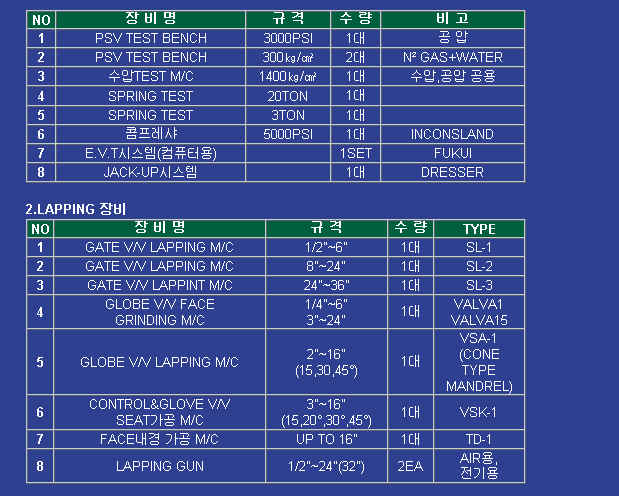 NO 장 비 명 규 격 수 량 비 고
1 PSV TEST BENCH 3000PSI 1대 공 압
2 PSV TEST BENCH 300㎏/㎠ 2대 N² GAS+WATER
3 수압TEST M/C 1400㎏/㎠ 1대 수압,공압 공용
4 SPRING TEST 20TON 1대
5 SPRING TEST 3TON 1대
6 콤프레샤 5000PSI 1대 INCONSLAND
7 E.V.T시스템(컴퓨터용) 1SET FUKUI
8 JACK-UP시스템 1대 DRESSER
2.LAPPING 장비
NO 장 비 명 규 격 수 량 TYPE
1 GATE V/V LAPPING M/C 1/2"~6" 1대 SL-1
2 GATE V/V LAPPING M/C 8"~24" 1대 SL-2
3 GATE V/V LAPPINT M/C 24"~36" 1대 SL-3
4 GLOBE V/V FACE
GRINDING M/C 1/4"~6"
3"~24" 1대 VALVA1
VALVA15
5 GLOBE V/V LAPPING M/C 2"~16"
(15,30,45°) 1대 VSA-1
(CONE
TYPE
MANDREL)
6 CONTROL&GLOVE V/V
SEAT가공 M/C 3"~16"
(15,20°,30°,45°) 1대 VSK-1
7 FACE내경 가공 M/C UP TO 16" 1대 TD-1
8 LAPPING GUN 1/2"~24"(32") 2EA AIR용,
전기용